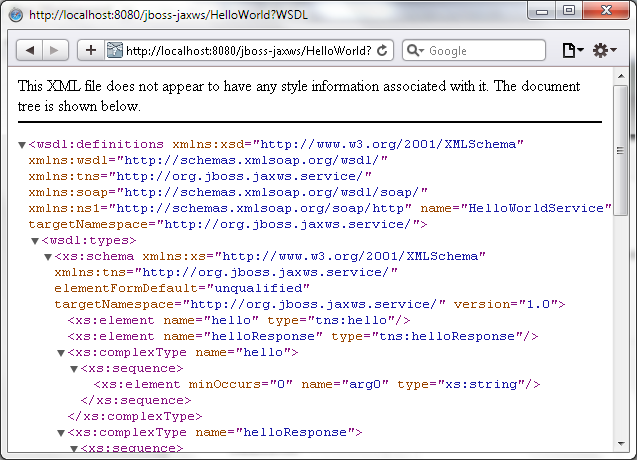 http://localhost:8080/jboss-jaxws/HelloWorld?WSDL
http://localhost:8080/jboss-jaxws/HelloWorld?
Google
This XML file does not appear to have any style information associated with it. The document
tree is shown below.
<wsdl:definitions xmlns:xsd="http://www.w3.org/2001/XMLSchema"
xmlns:wsdl="http://schemas.xmlsoap.org/wsdl/"
xmlns:tns="http://org.jboss.jaxws.service/"
xmlns:soap="http://schemas.xmlsoap.org/wsdl/soap/"
xmlns:ns1="http://schemas.xmlsoap.org/soap/http" name="HelloWorldService"
targetNamespace="http://org.jboss.jaxws.service/">
<wsdl:types>
<xs:schema xmlns:xs="http://www.w3.org/2001/XMLSchema"
xmlns:tns="http://org.jboss.jaxws.service/"
elementFormDefault="unqualified"
targetNamespace="http://org.jboss.jaxws.service/" version="1.0">
<xs:element name="hello" type="tns:hello"/>
<xs:element name="helloResponse" type="tns:helloResponse"/>
<xs:complexType name="hello">
<xs:sequence>
<xs:element minOccurs="0" name="arg0" type="xs:string"/>
</xs:sequence>
</xs:complexType>
<xs:complexType name="helloResponse">
<xs:sequence>